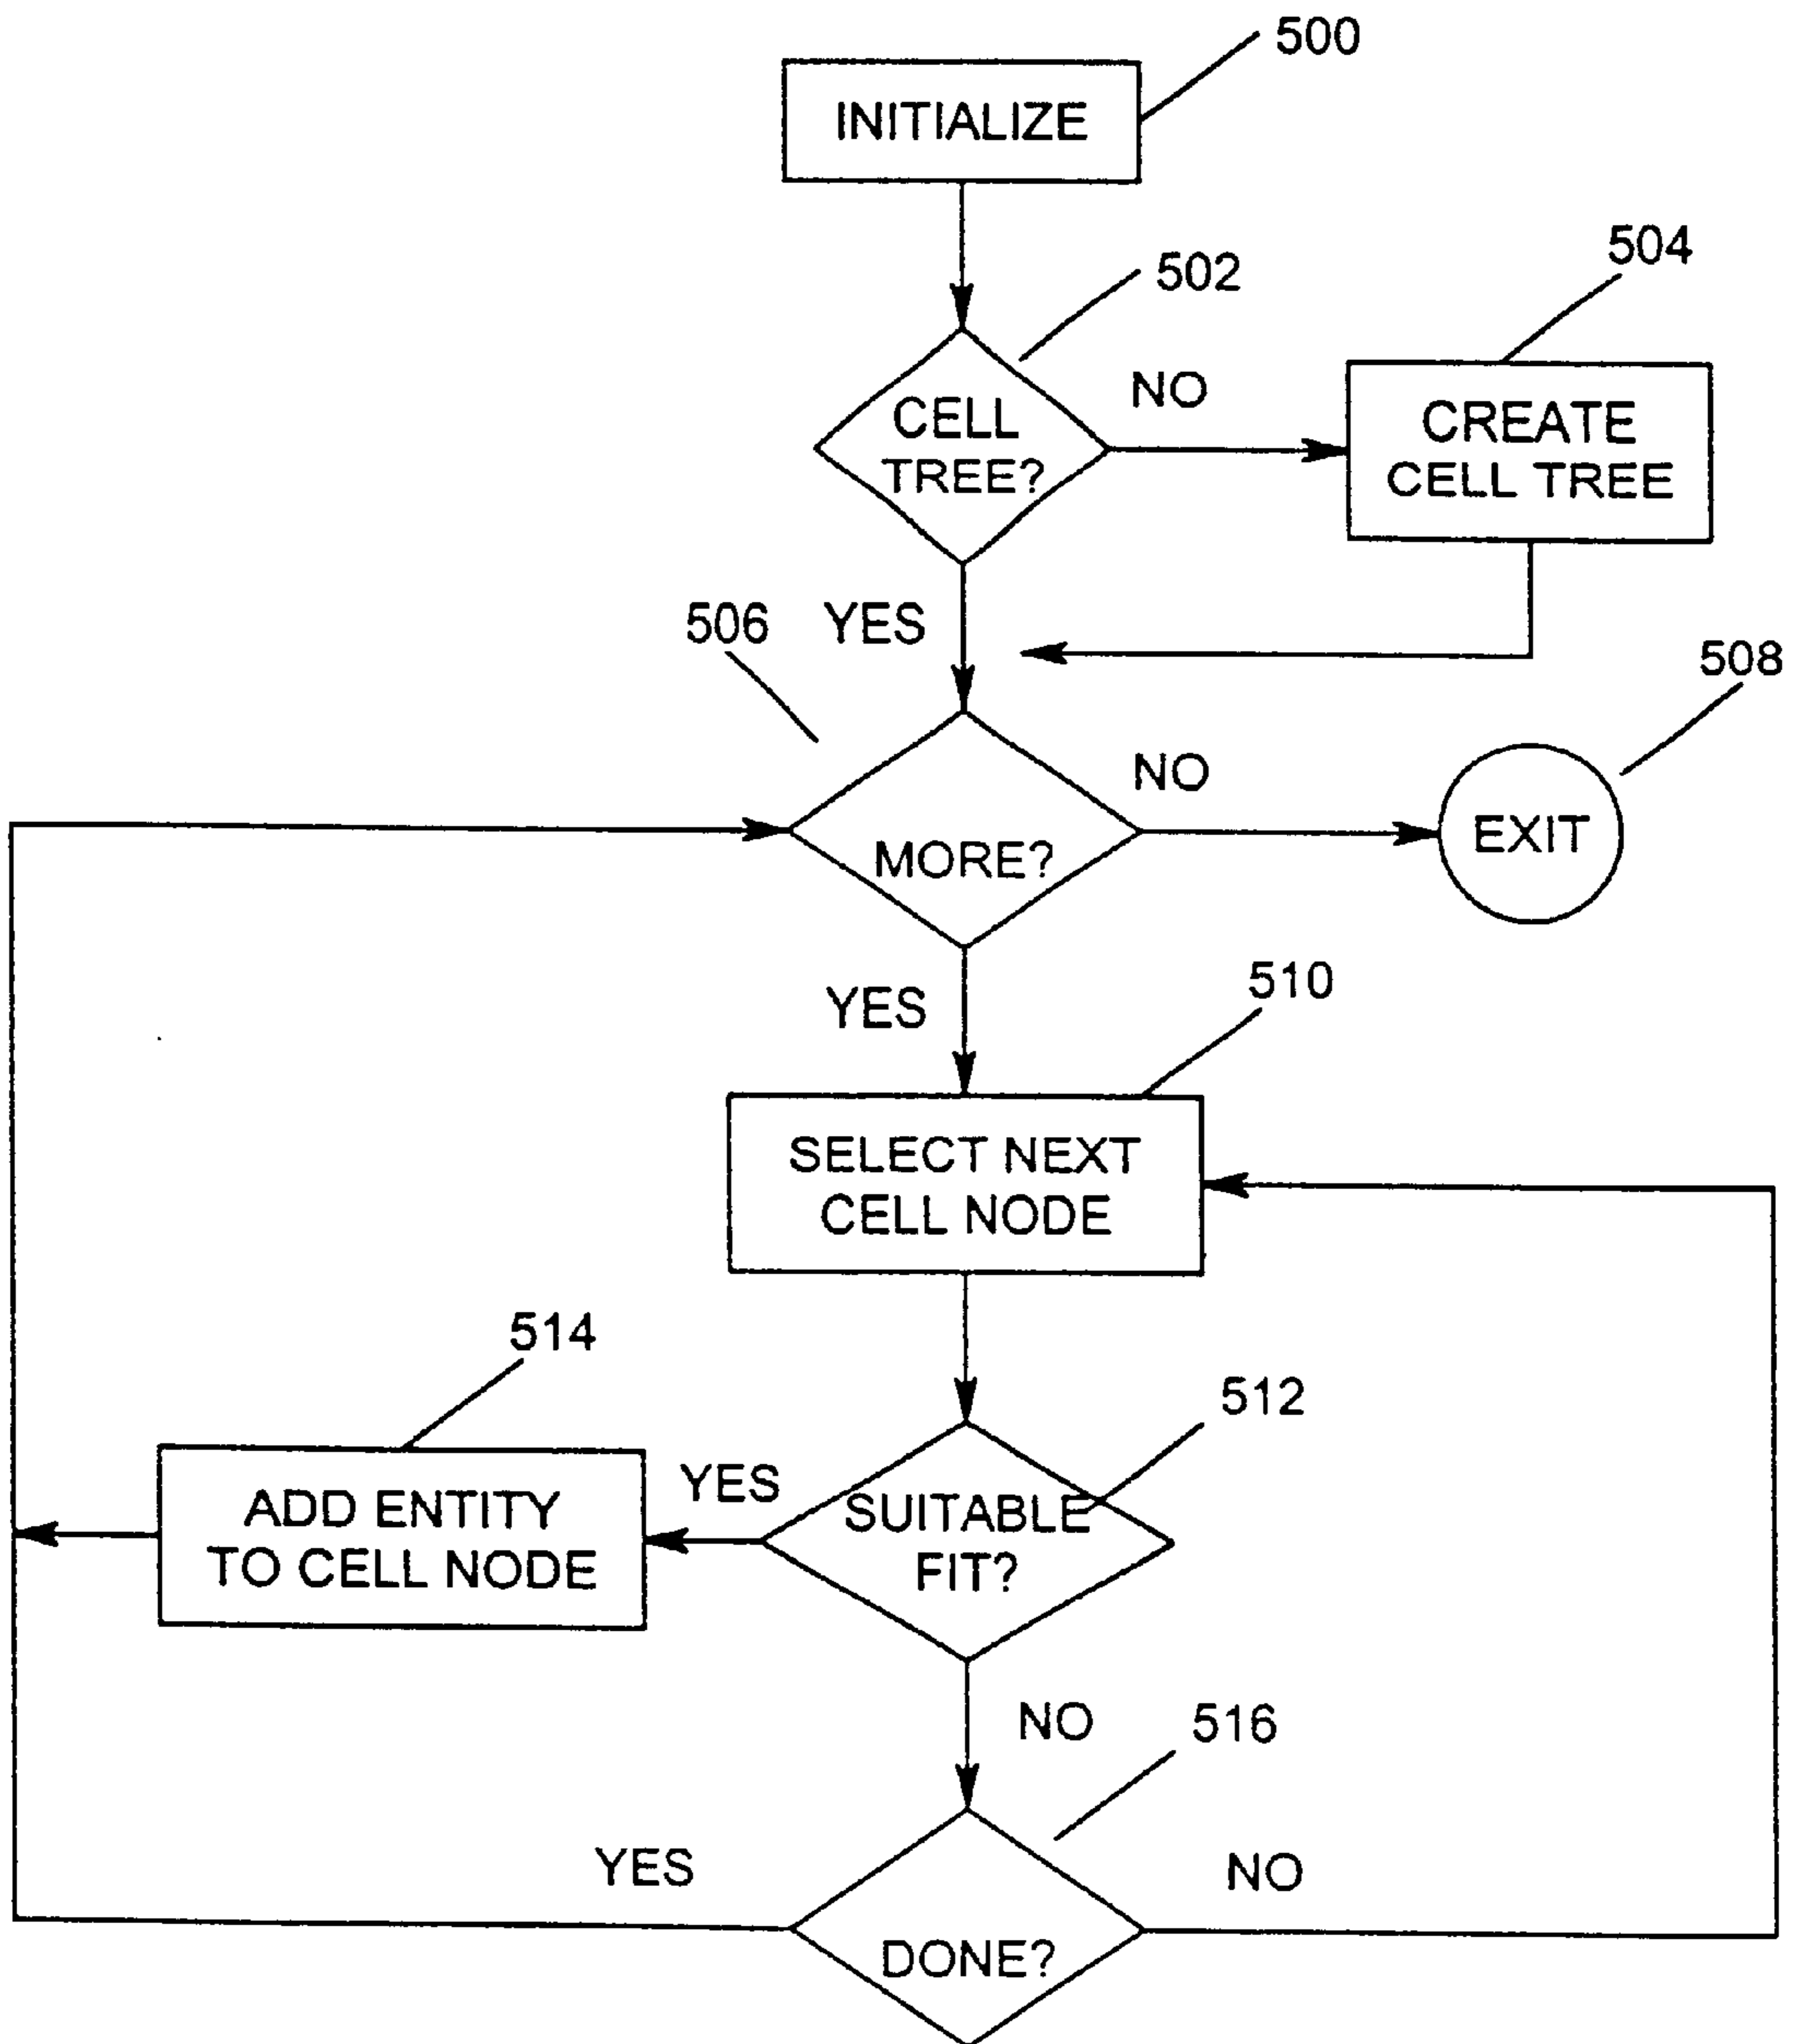 500
INITIALIZE
502
504
CELL
TREE?
NO
CREATE
CELL TREE
506
YES
508
NO
MORE?
EXIT
YES
510
SELECT NEXT
CELL NODE
514
512
ADD ENTITY
TO CELL NODE
YES
SUITABLE
FIT?
NO
516
YES
NO
DONE?